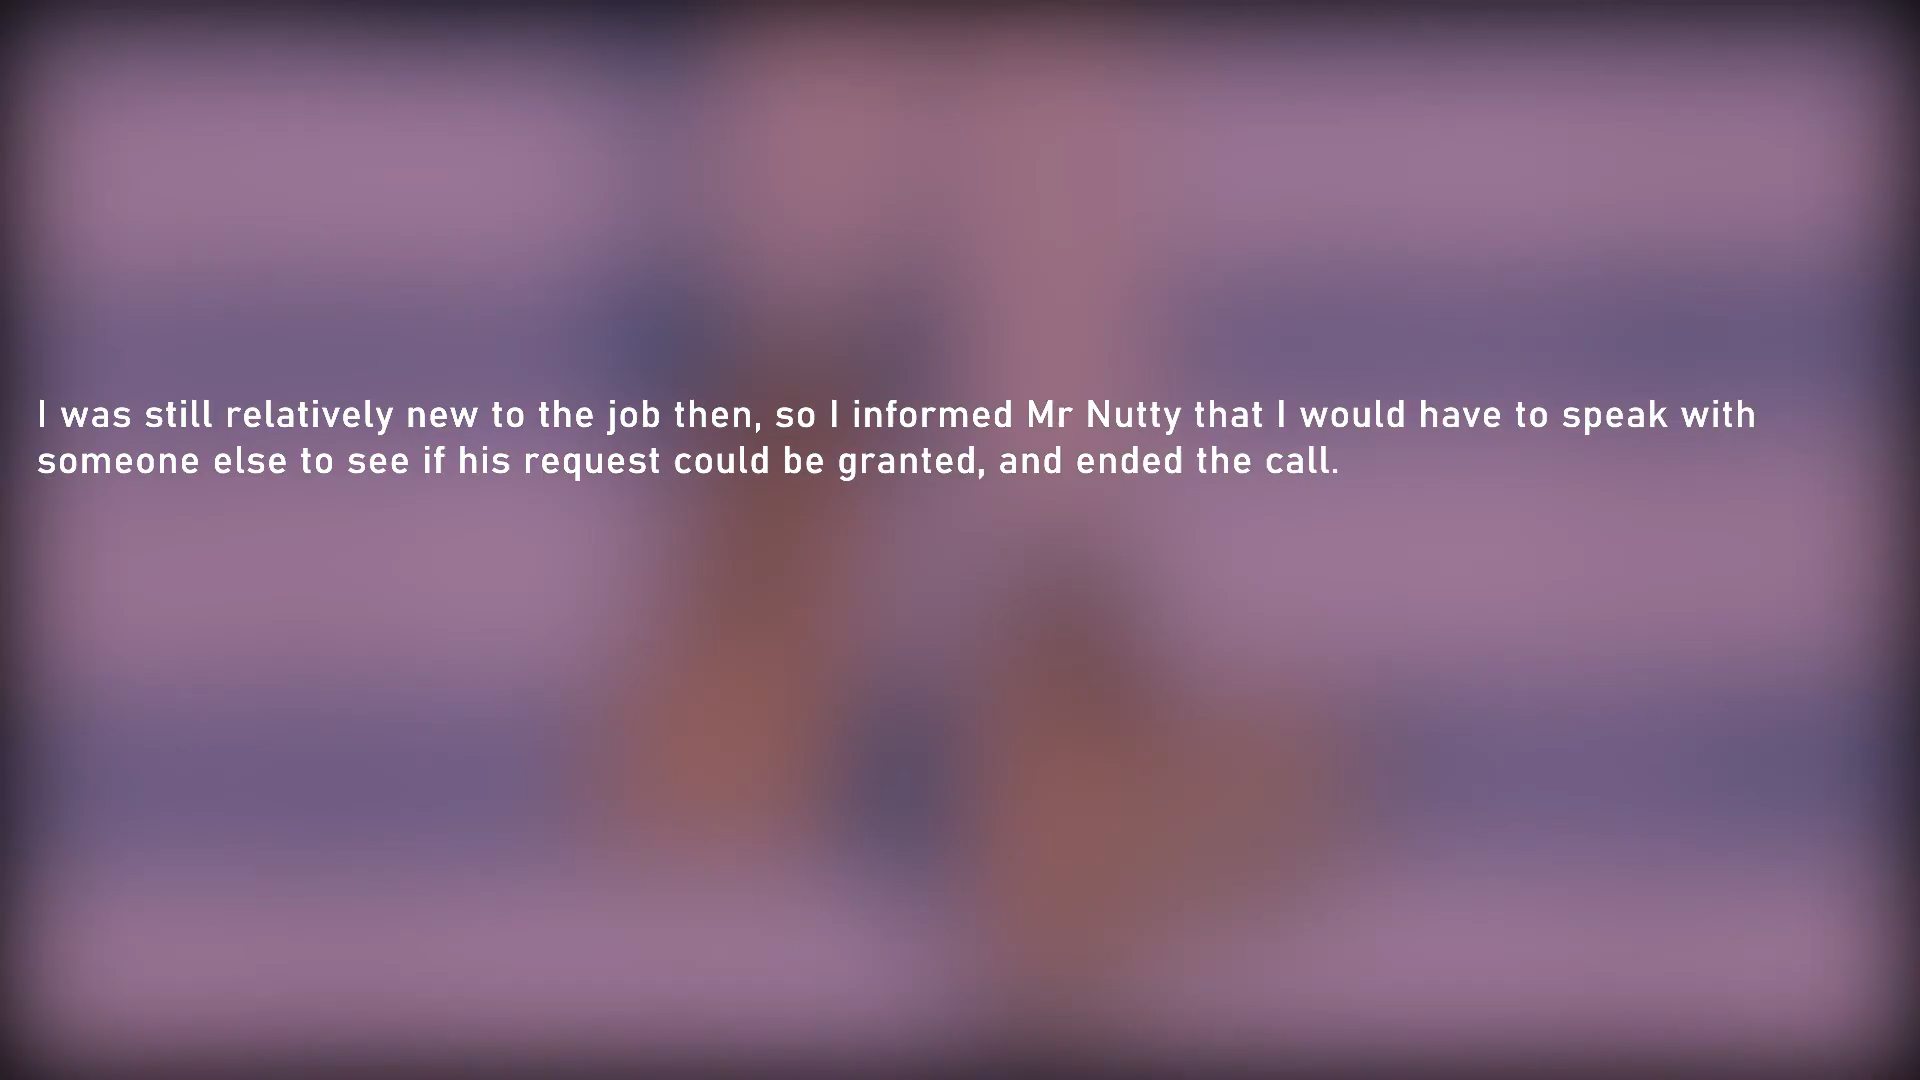 I was still relatively new to the job then, so I informed Mr Nutty that I would have to speak with
someone else to see if his request could be granted, and ended the call.